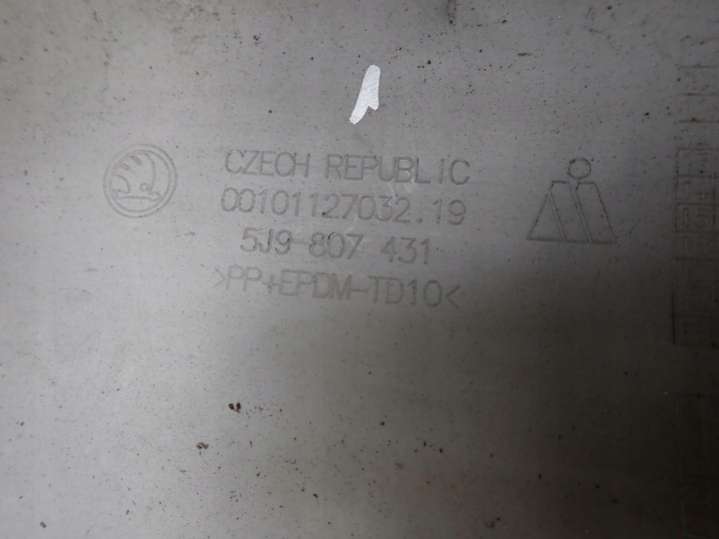 CZECH REPUBLIC
00101127032.19
5J9-807 431
>PP+EPDM-TD10<